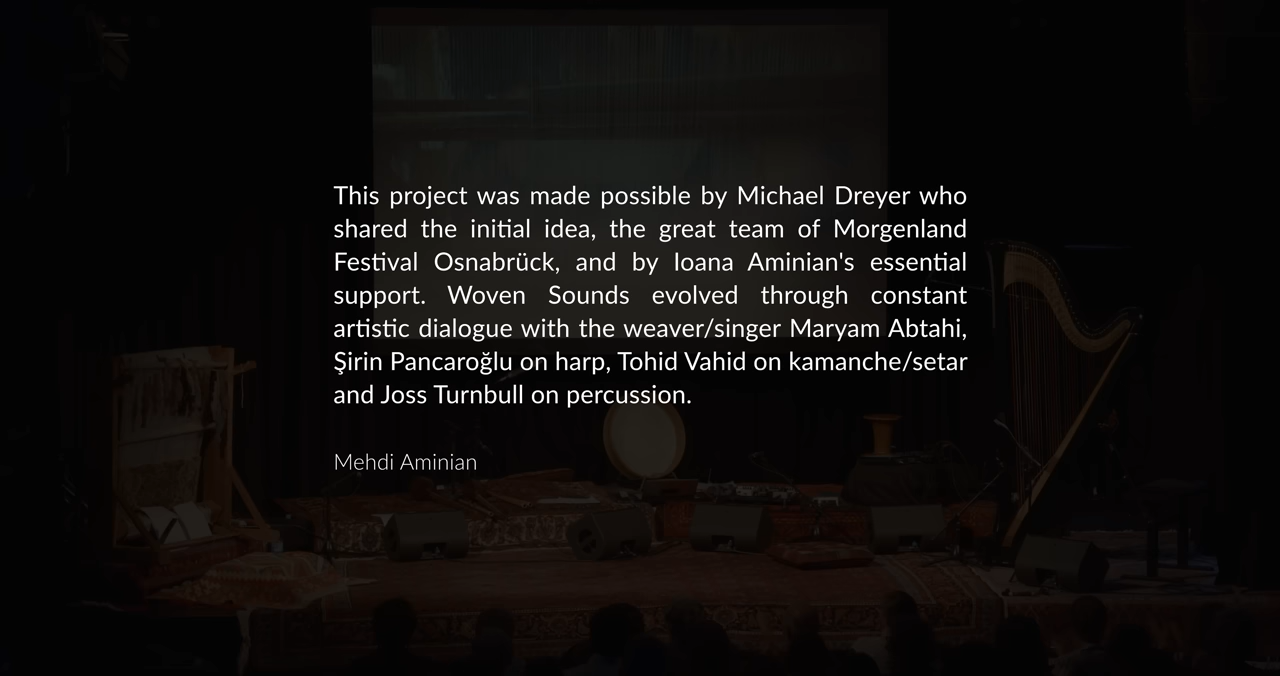 This project was made possible by Michael Dreyer who
shared the initial idea, the great team of Morgenland
Festival Osnabrück, and by Ioana Aminian's essential
support. Woven Sounds evolved through constant
artistic dialogue with the weaver/singer Maryam Abtahi,
Şirin Pancaroğlu on harp, Tohid Vahid on kamanche/setar
and Joss Turnbull on percussion.
Mehdi Aminian